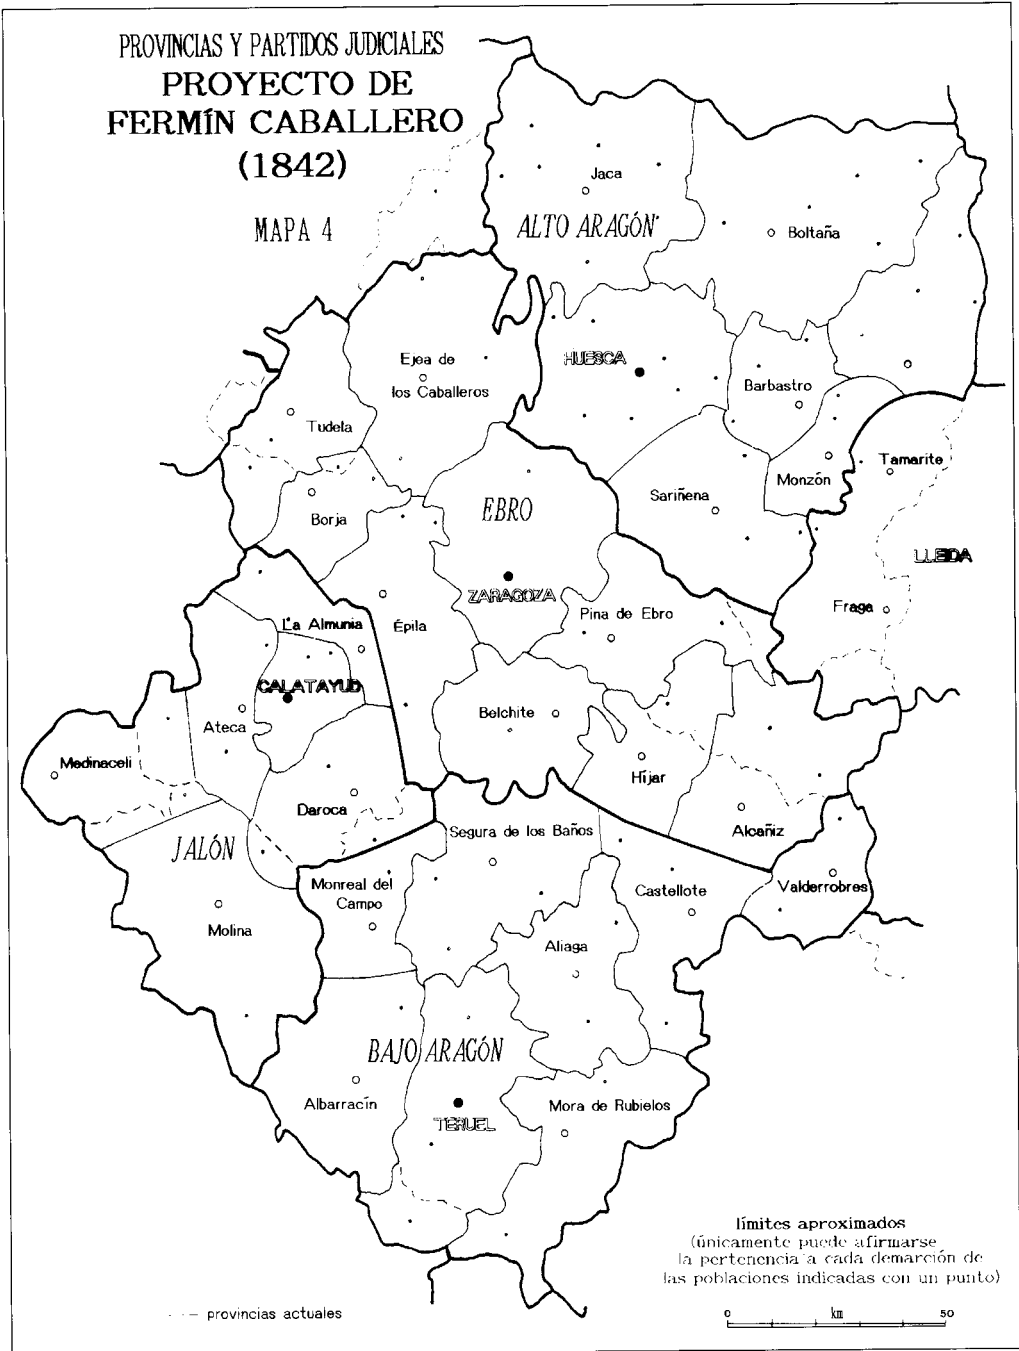 PROVINCIAS Y PARTIDOS JUDICIALES
PROYECTO DE
FERMÍN CABALLERO
(1842)
MAPA 4
Jaca
ALTO ARAGÓN
Boltaña
HUESCA
Ejea de
los Caballeros
Barbastro
Tudela
Tamarite
Monzón
Sariñena
Borja
EBRO
LLEIDA
ZARAGOZA
Fraga
Pina de Ebro
La Almunia
Épila
CALATAYUD
Belchite
Ateca
Medinaceli
Híjar
Daroca
Alcañiz
Segura de los Baños
JALÓN
Monreal del
Campo
Castellote
Valderrobres
Molina
Aliaga
BAJO ARAGÓN
Albarracín
Mora de Rubielos
TERUEL
límites aproximados
(únicamente puede afirmarse
la pertenencia a cada demarción de
las poblaciones indicadas con un punto)
provincias actuales
0 km 50